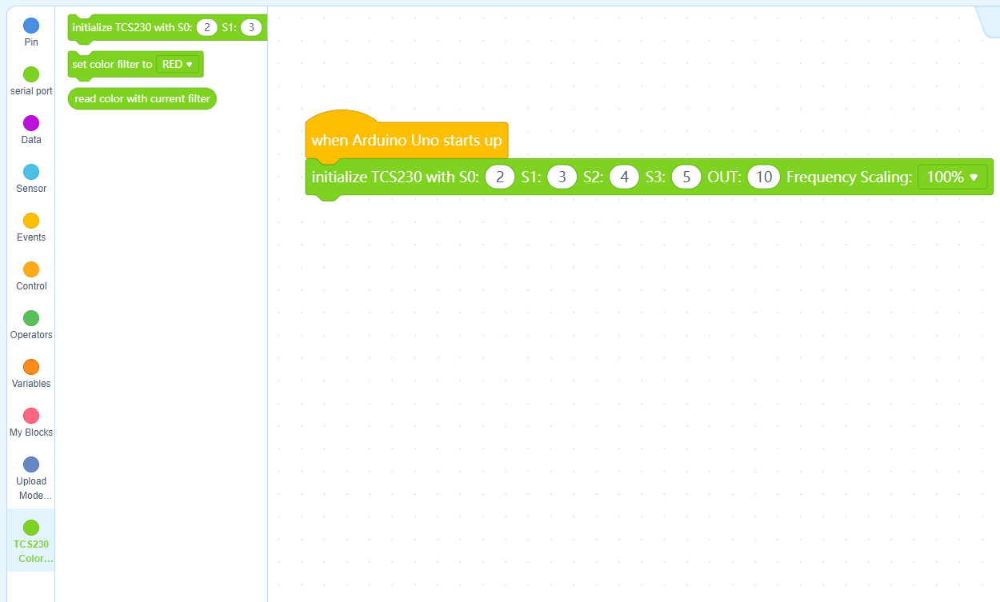 Pin
serial port
Data
Sensor
Events
Control
Operators
Variables
My Blocks
Upload
Mode...
TCS230
Color...
initialize TCS230 with S0: 2 S1: 3
set color filter to RED ▾
read color with current filter
when Arduino Uno starts up
initialize TCS230 with S0: 2 S1: 3 S2: 4 S3: 5 OUT: 10 Frequency Scaling: 100% ▾